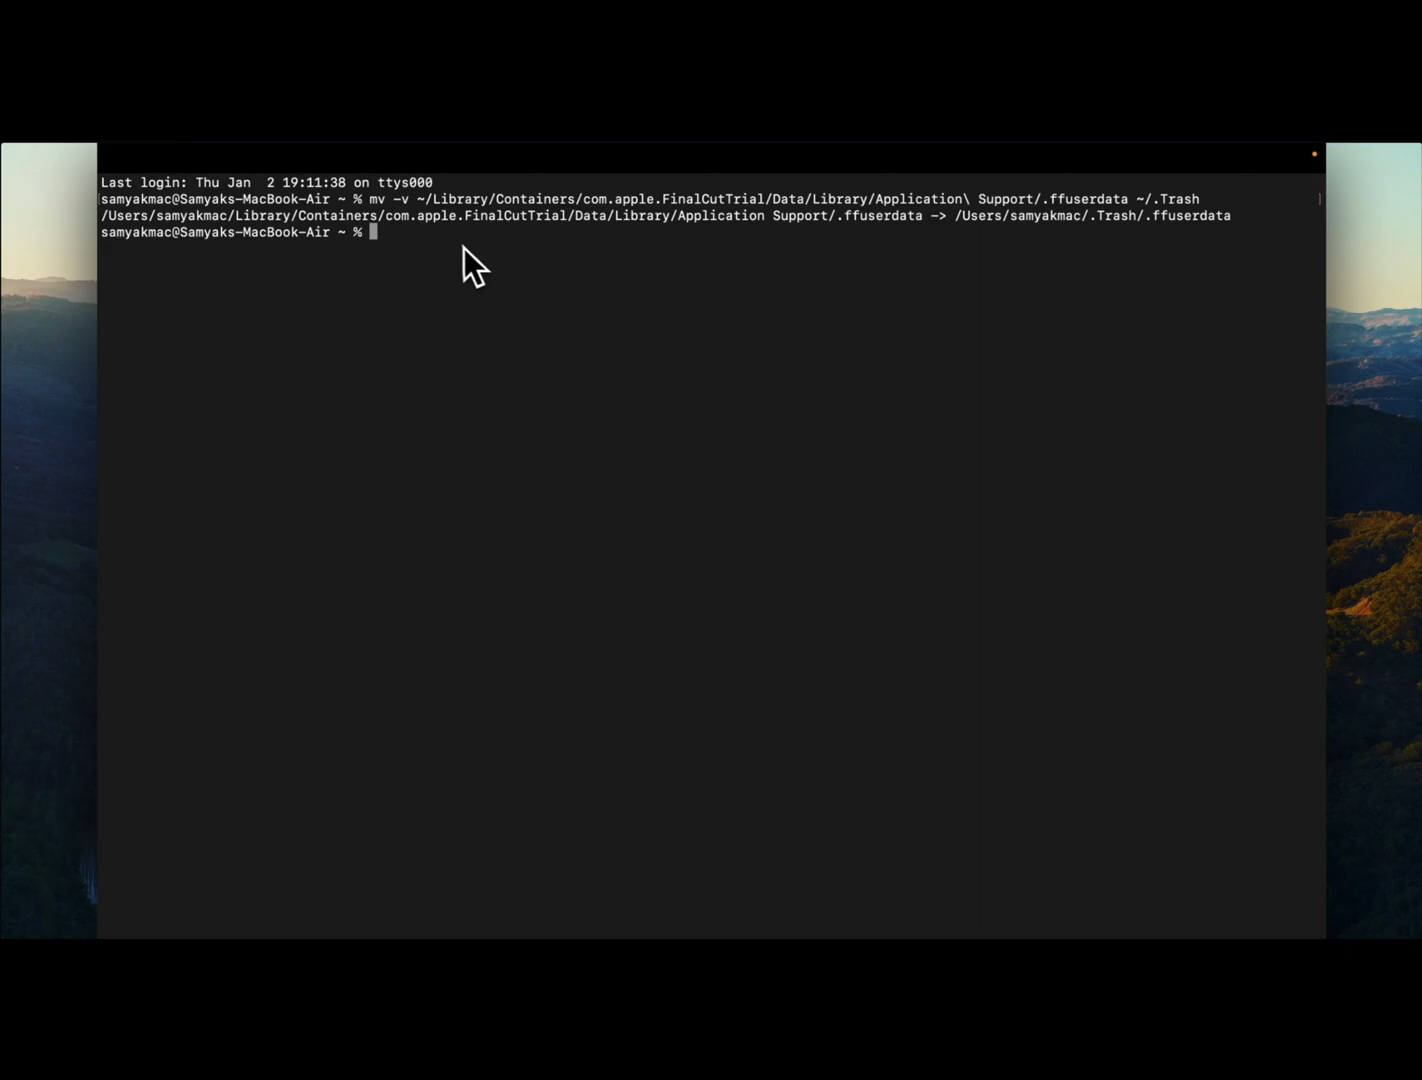 Last login: Thu Jan  2 19:11:38 on ttys000
[samyakmac@Samyaks-MacBook-Air ~ % mv -v ~/Library/Containers/com.apple.FinalCutTrial/Data/Library/Application\ Support/.ffuserdata ~/.Trash ]
/Users/samyakmac/Library/Containers/com.apple.FinalCutTrial/Data/Library/Application Support/.ffuserdata -> /Users/samyakmac/.Trash/.ffuserdata
samyakmac@Samyaks-MacBook-Air ~ %